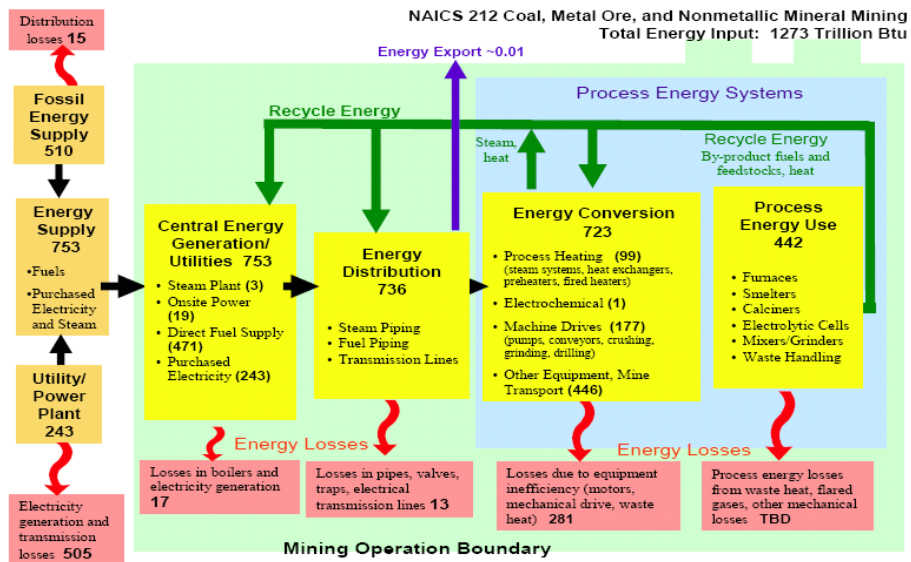 NAICS 212 Coal, Metal Ore, and Nonmetallic Mineral Mining
Total Energy Input: 1273 Trillion Btu
Distribution
losses 15
Fossil
Energy
Supply
510
Energy
Supply
753
•Fuels
•Purchased
Electricity
and Steam
Utility/
Power
Plant
243
Electricity
generation and
transmission
losses 505
Energy Export ~0.01
Recycle Energy
Central Energy
Generation/
Utilities 753
• Steam Plant (3)
• Onsite Power
(19)
• Direct Fuel Supply
(471)
• Purchased
Electricity (243)
Energy
Distribution
736
• Steam Piping
• Fuel Piping
• Transmission Lines
Process Energy Systems
Steam,
heat
Recycle Energy
By-product fuels and
feedstocks, heat
Energy Conversion
723
• Process Heating (99)
(steam systems, heat exchangers,
preheaters, fired heaters)
• Electrochemical (1)
• Machine Drives (177)
(pumps, conveyors, crushing,
grinding, drilling)
• Other Equipment, Mine
Transport (446)
Process
Energy Use
442
• Furnaces
• Smelters
• Calciners
• Electrolytic Cells
• Mixers/Grinders
• Waste Handling
Energy Losses
Energy Losses
Losses in boilers and
electricity generation
17
Losses in pipes, valves,
traps, electrical
transmission lines 13
Losses due to equipment
inefficiency (motors,
mechanical drive, waste
heat) 281
Process energy losses
from waste heat, flared
gases, other mechanical
losses TBD
Mining Operation Boundary